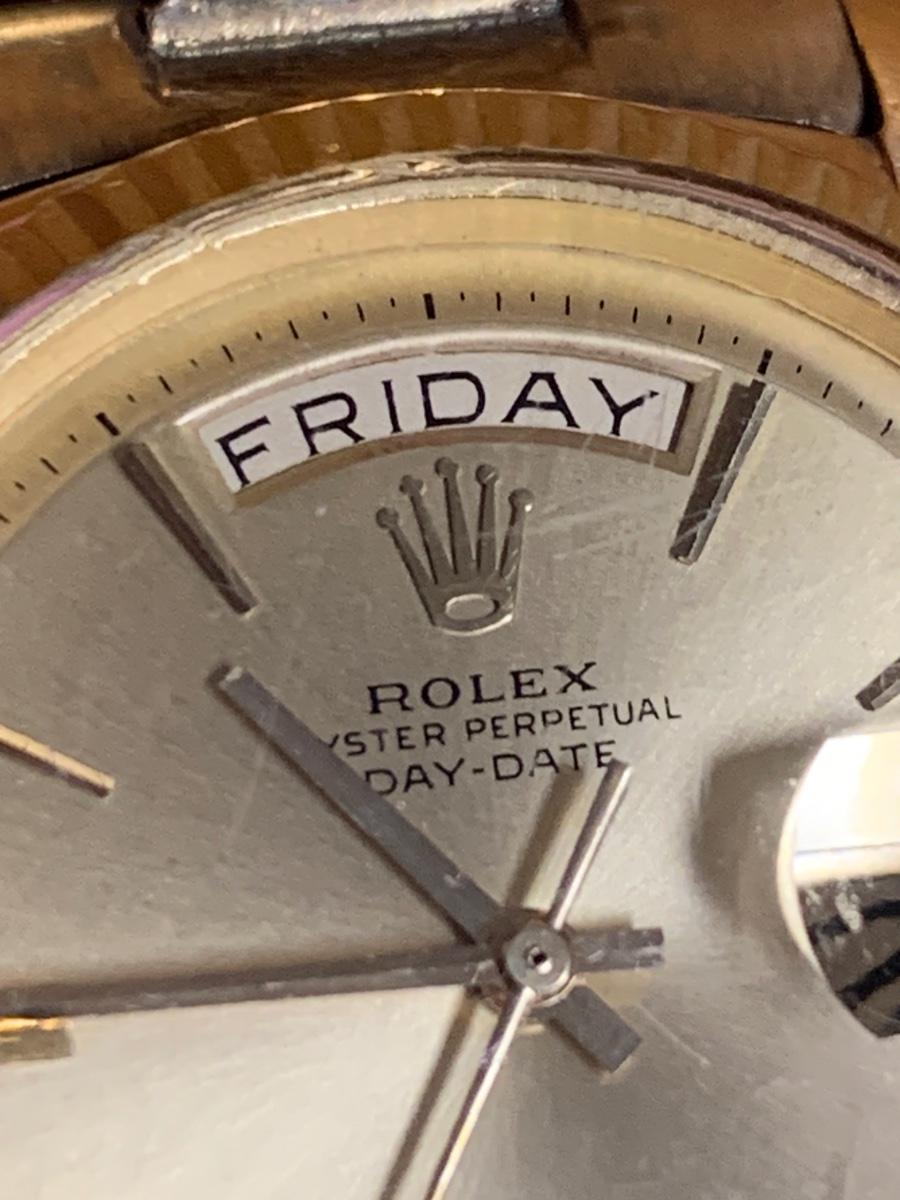 FRIDAY
ROLEX
YSTER PERPETUAL
DAY-DATE